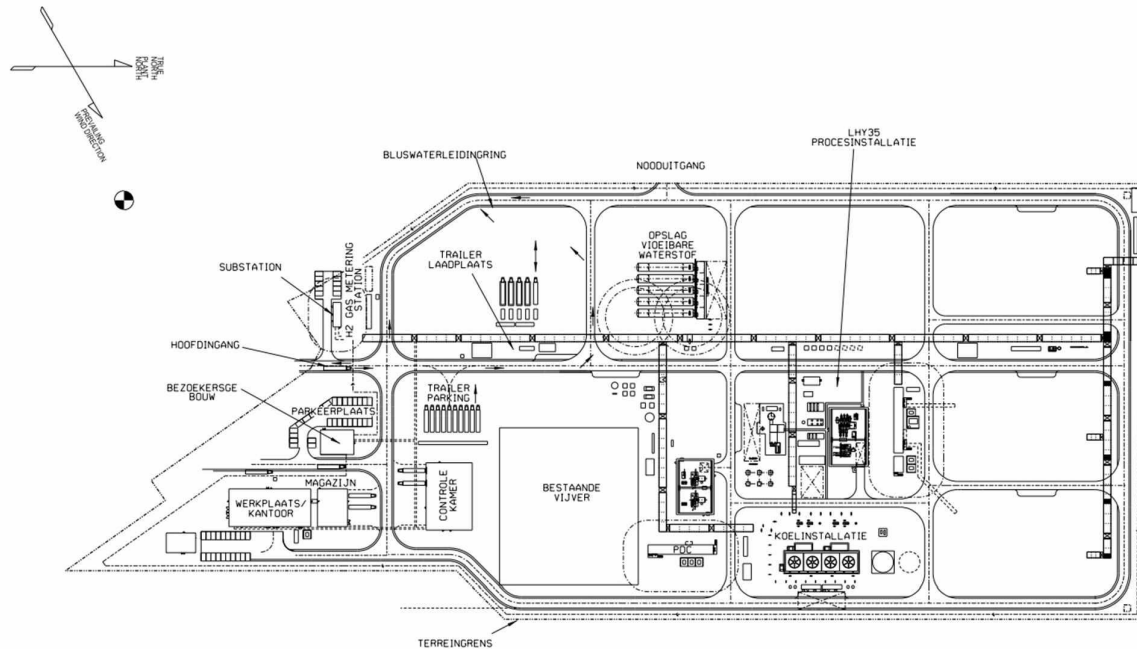 TRUE
NORTH
PLANT
NORTH
PREVAILING
WIND DIRECTION
LHY35
PROCESINSTALLATIE
BLUSWATERLEIDINGRING
NOODUITGANG
OPSLAG
VIOEIBARE
WATERSTOF
TRAILER
LAADPLAATS
SUBSTATION
H2 GAS METERING
STATION
HOOFDINGANG
BEZOEKERSGE
BOUW
PARKEERPLAATS
TRAILER
PARKING
MAGAZIJN
WERKPLAATS/
KANTOOR
CONTROLE
KAMER
BESTAANDE
VIJVER
PDC
KOELINSTALLATIE
TERREINGRENS